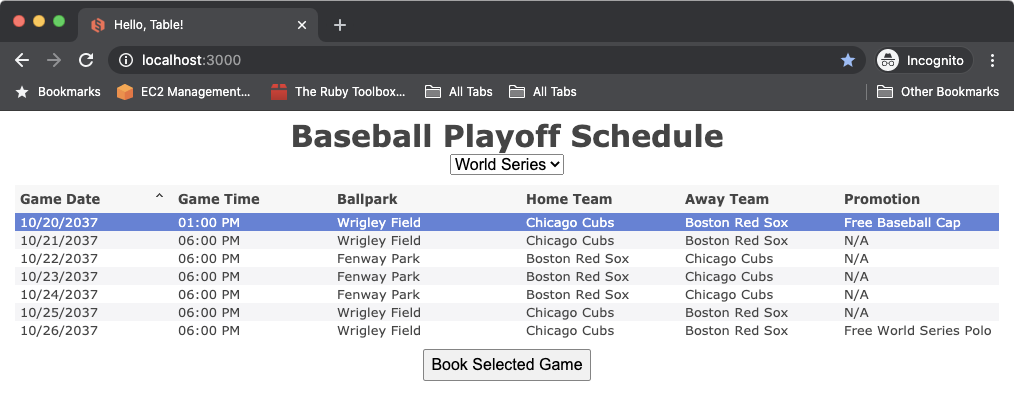 Hello, Table!
localhost:3000
Incognito
Bookmarks EC2 Management... The Ruby Toolbox... All Tabs All Tabs Other Bookmarks
Baseball Playoff Schedule
World Series
Game Date Game Time Ballpark Home Team Away Team Promotion
10/20/2037 01:00 PM Wrigley Field Chicago Cubs Boston Red Sox Free Baseball Cap
10/21/2037 06:00 PM Wrigley Field Chicago Cubs Boston Red Sox N/A
10/22/2037 06:00 PM Fenway Park Boston Red Sox Chicago Cubs N/A
10/23/2037 06:00 PM Wrigley Field Chicago Cubs Boston Red Sox N/A
10/24/2037 06:00 PM Fenway Park Boston Red Sox Chicago Cubs N/A
10/25/2037 06:00 PM Wrigley Field Chicago Cubs Boston Red Sox N/A
10/26/2037 06:00 PM Wrigley Field Chicago Cubs Boston Red Sox Free World Series Polo
Book Selected Game